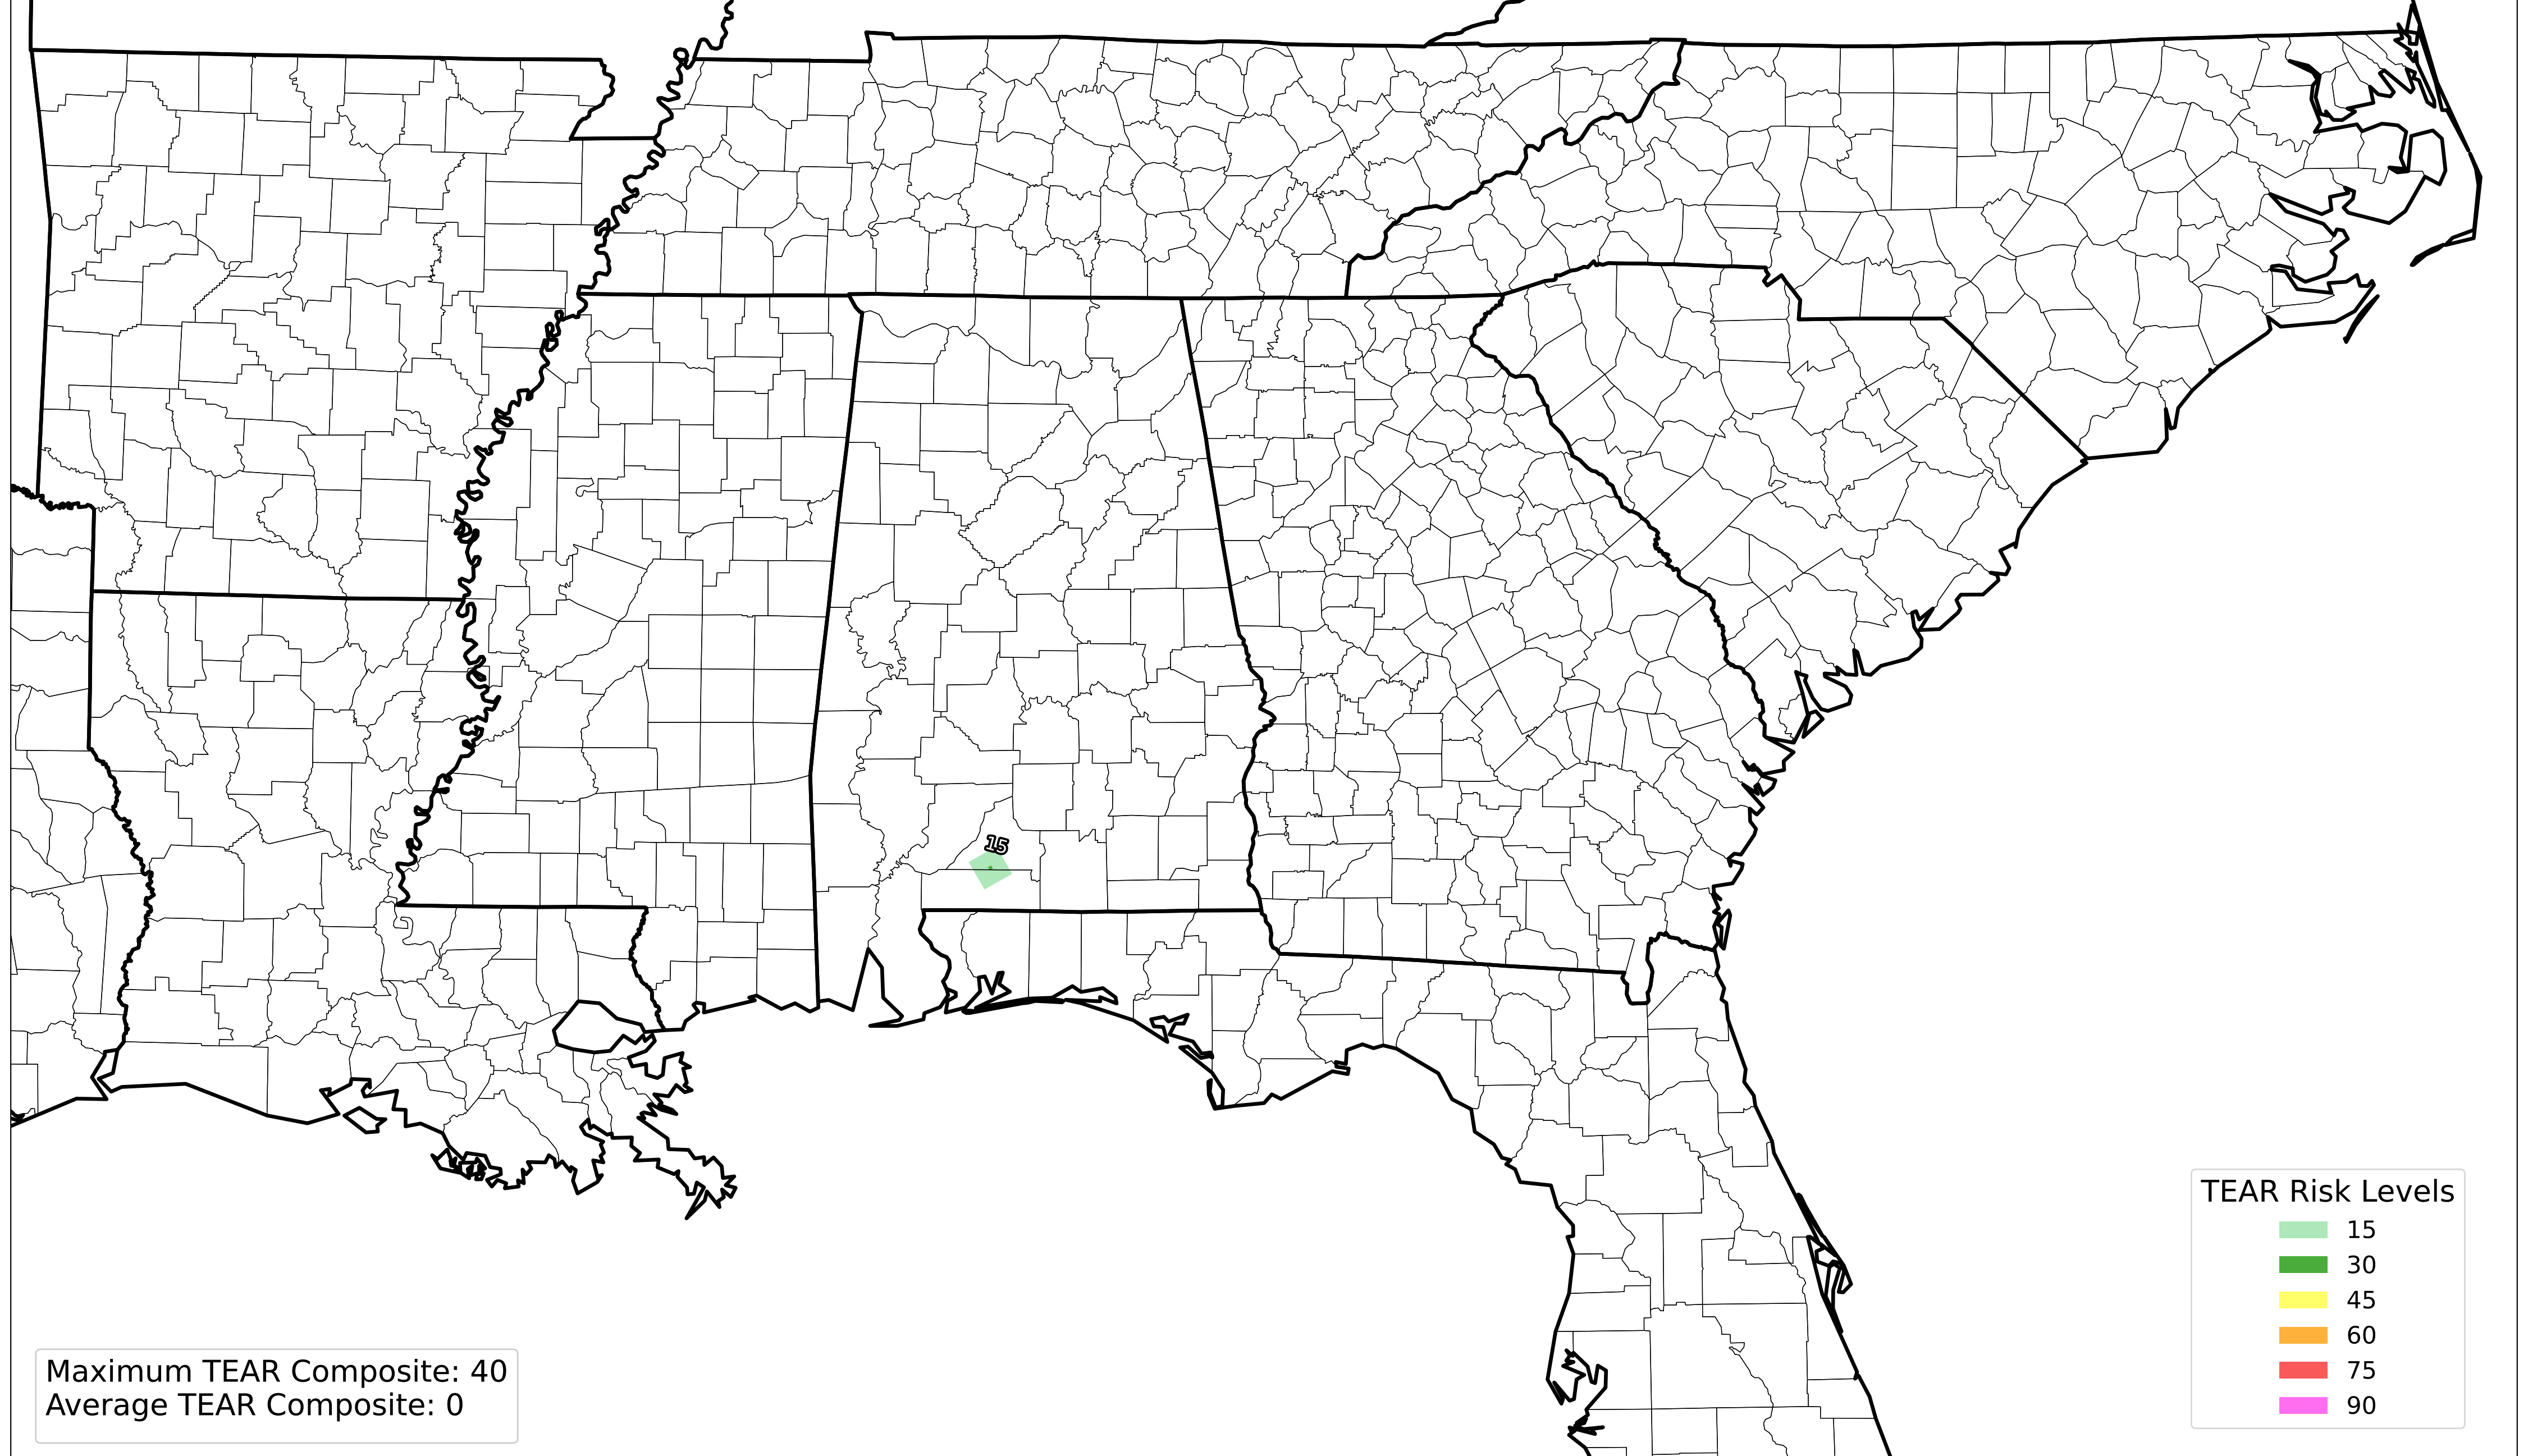 15
TEAR Risk Levels
15
30
45
60
75
90
Maximum TEAR Composite: 40
Average TEAR Composite: 0